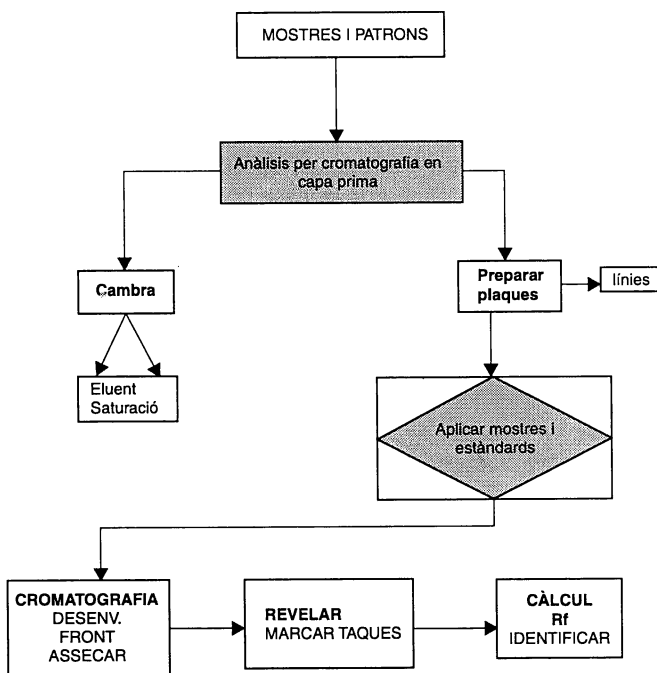 MOSTRES I PATRONS
Anàlisis per cromatografia en
capa prima
Cambra
Preparar
plaques
línies
Eluent
Saturació
Aplicar mostres i
estàndards
CROMATOGRAFIA
DESENV.
FRONT
ASSECAR
REVELAR
MARCAR TAQUES
CÀLCUL
Rf
IDENTIFICAR